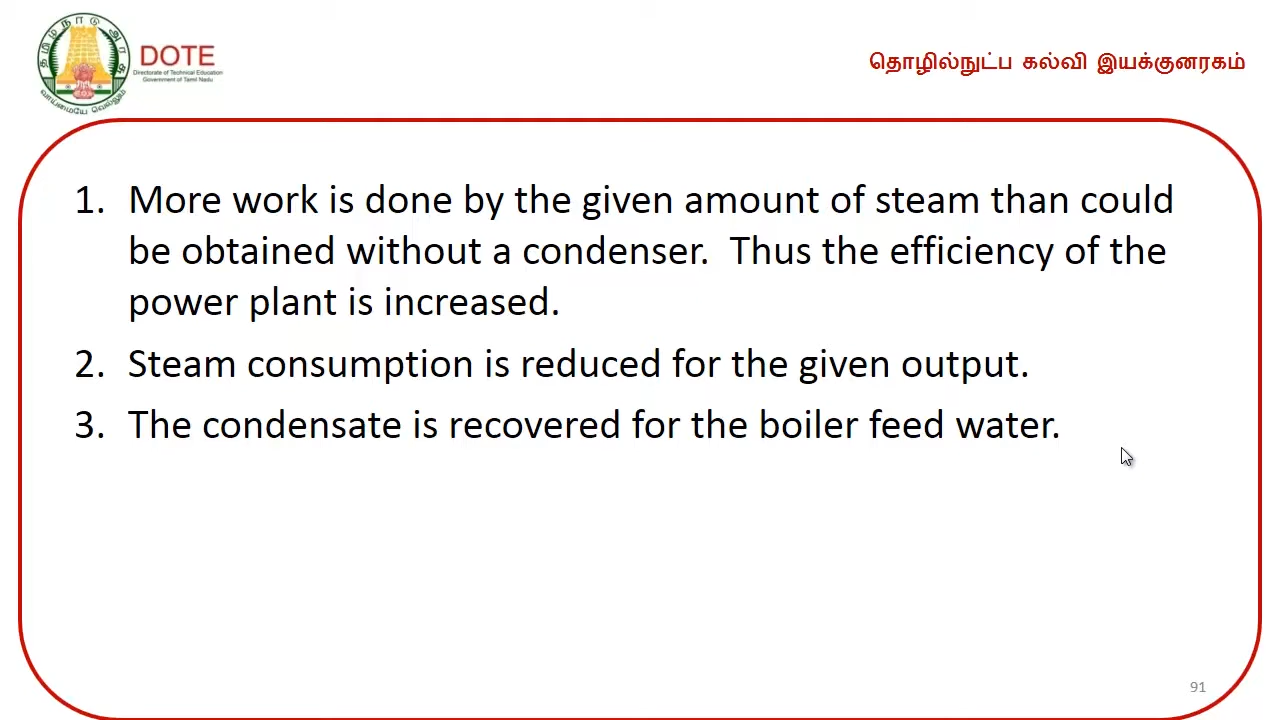 தமிழ்நாடு அரசு
வாய்மையே வெல்லும்
DOTE
Directorate of Technical Education
Government of Tamil Nadu
தொழில்நுட்ப கல்வி இயக்குனரகம்
1. More work is done by the given amount of steam than could
be obtained without a condenser. Thus the efficiency of the
power plant is increased.
2. Steam consumption is reduced for the given output.
3. The condensate is recovered for the boiler feed water.
91